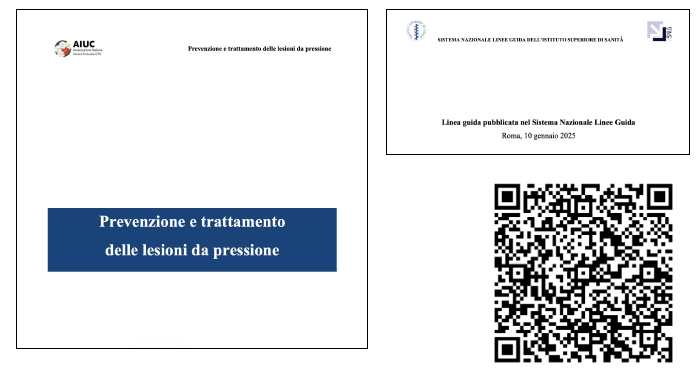 AIUC
Prevenzione e trattamento delle lesioni da pressione
Prevenzione e trattamento
delle lesioni da pressione
SISTEMA NAZIONALE LINEE GUIDA DELL'ISTITUTO SUPERIORE DI SANITÀ
Linea guida pubblicata nel Sistema Nazionale Linee Guida
Roma, 10 gennaio 2025